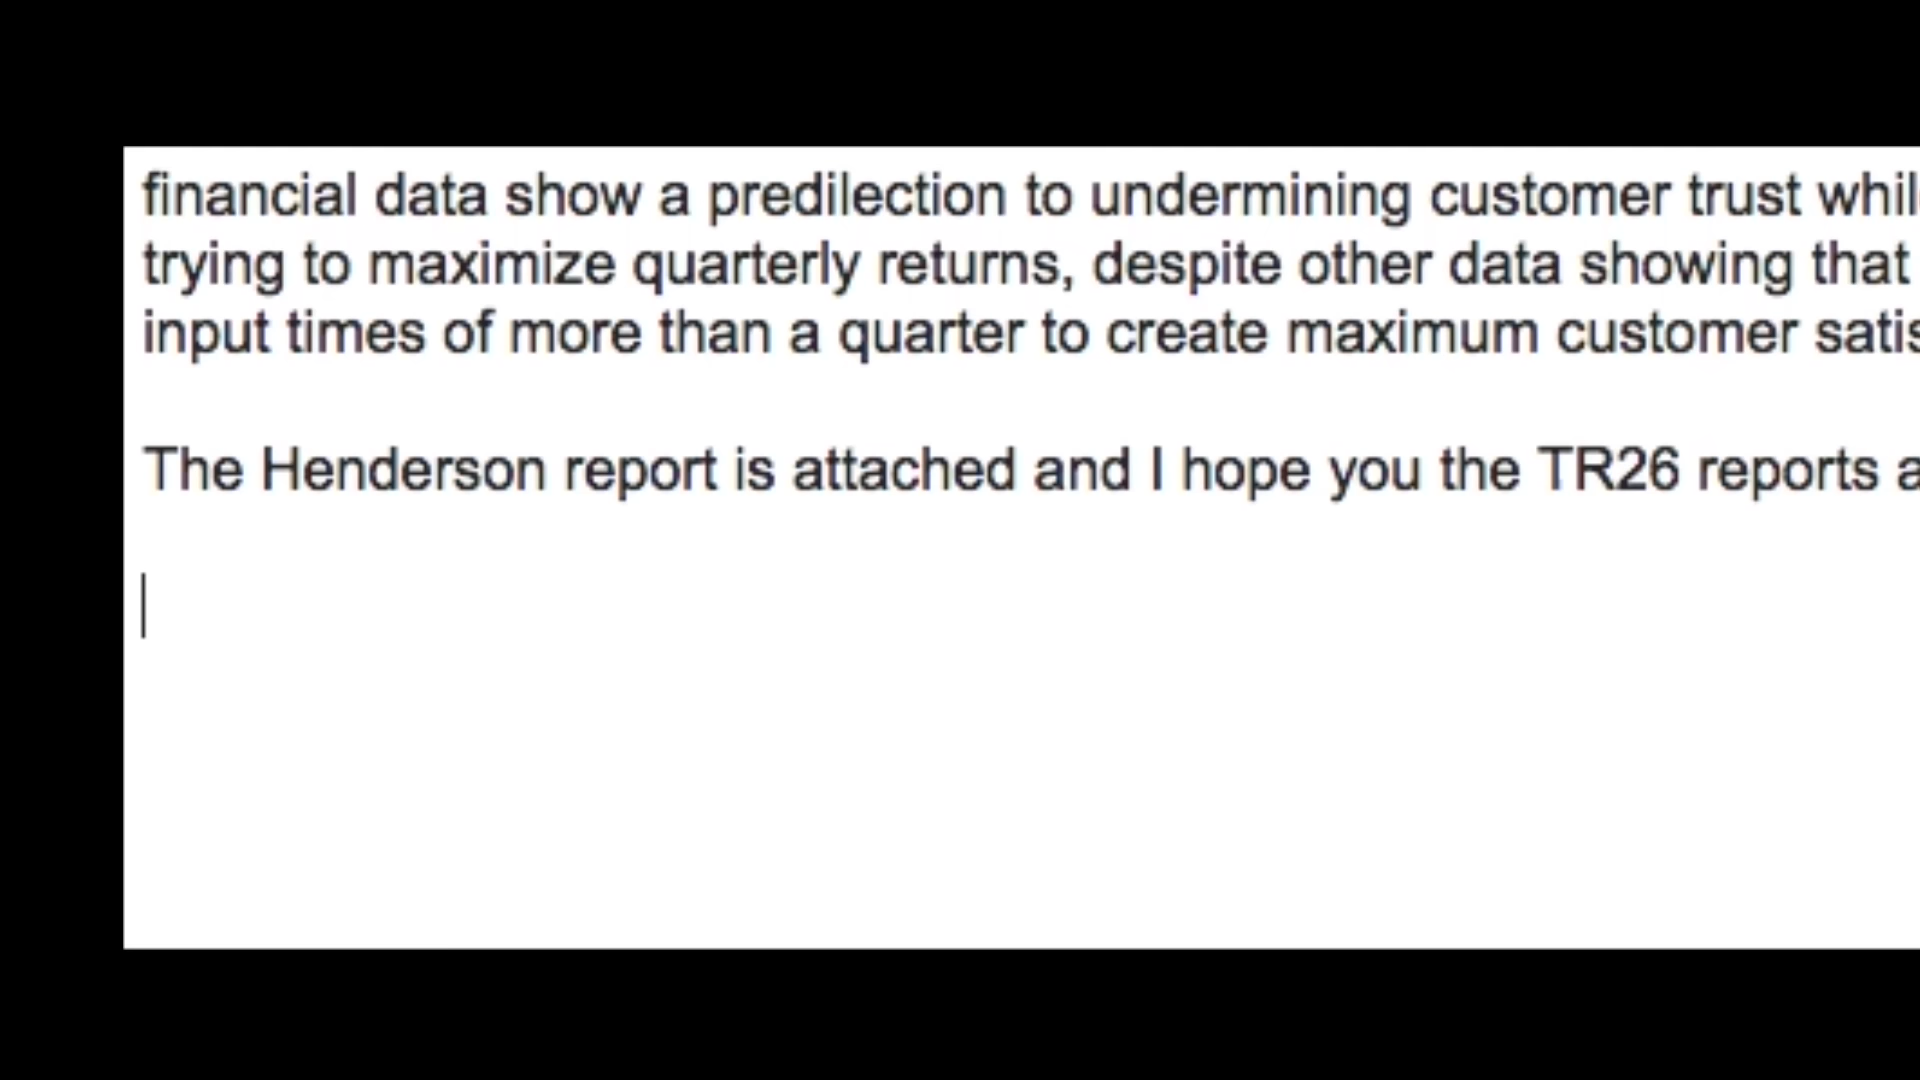 financial data show a predilection to undermining customer trust
trying to maximize quarterly returns, despite other data showing that
input times of more than a quarter to create maximum customer
The Henderson report is attached and I hope you the TR26 reports